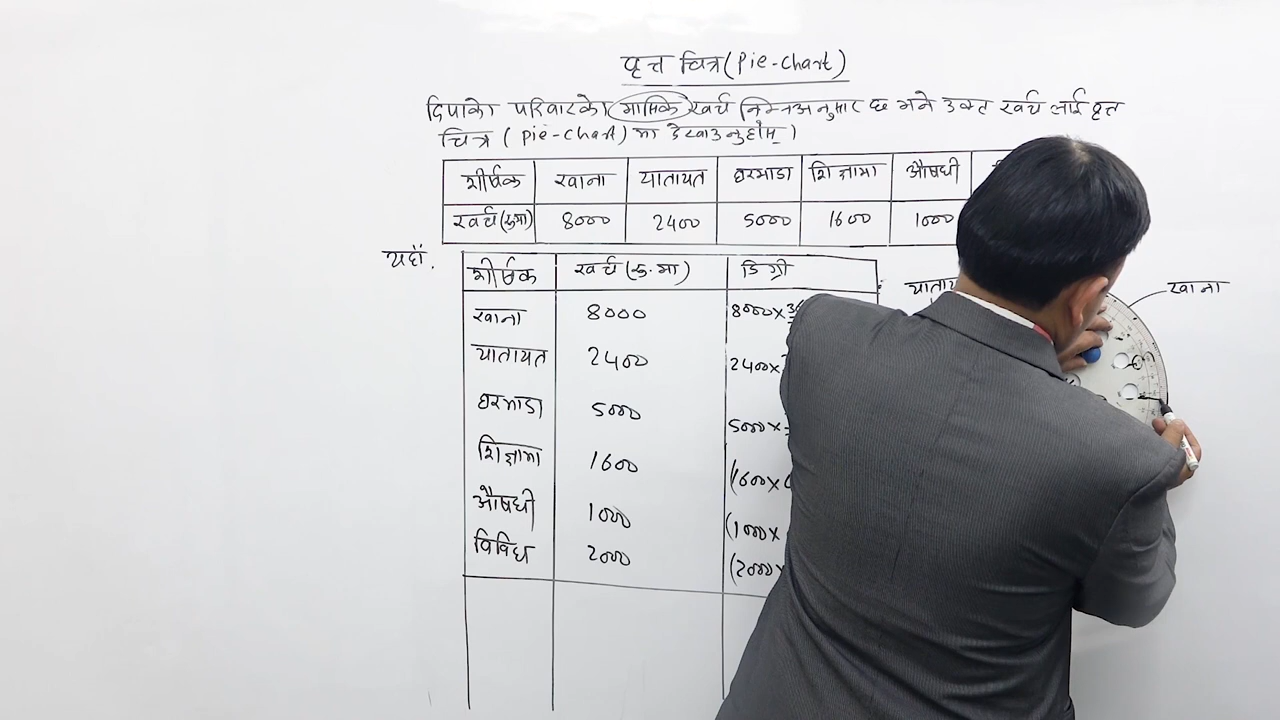 वृत्त चित्र (Pie-Chart)
दिपाको परिवारको मासिक खर्च निम्नअनुसार छ भने उक्त खर्च लाई वृत्त
चित्र (Pie-chart) मा देखाउनुहोस् ।
शीर्षक खाना यातायत घरभाडा शिक्षामा औषधी
खर्च (रु.मा) 8000 2400 5000 1600 1000
यहाँ,
शीर्षक खर्च (रु.मा) डिग्री
याताय खाना
खाना 8000 8000×
यातायत 2400 2400×
घरभाडा 5000 5000×
शिक्षामा 1600 (1600×
औषधी 1000 (1000×
विविध 2000 (2000×